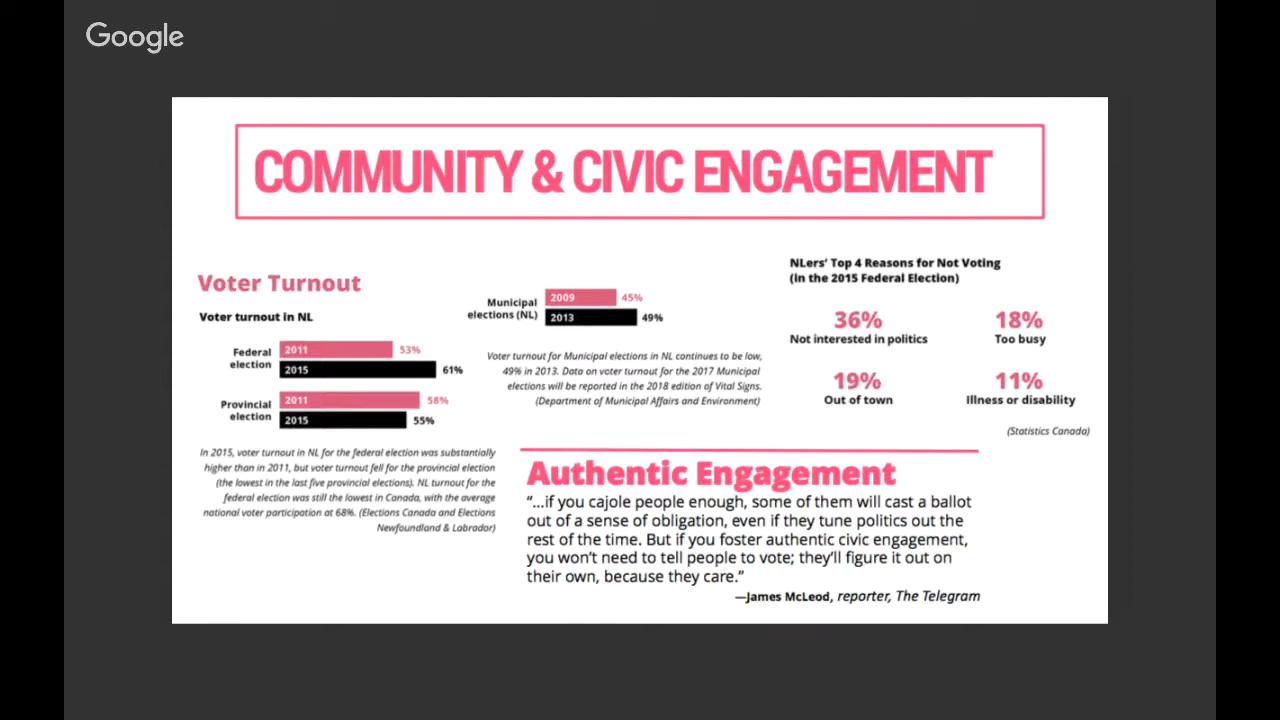 Google
COMMUNITY & CIVIC ENGAGEMENT
Voter Turnout
Voter turnout in NL
Federal
election
2011
53%
2015
61%
Provincial
election
2011
58%
2015
55%
In 2015, voter turnout in NL for the federal election was substantially
higher than in 2011, but voter turnout fell for the provincial election
(the lowest in the last five provincial elections). NL turnout for the
federal election was still the lowest in Canada, with the average
national voter participation at 68%. (Elections Canada and Elections
Newfoundland & Labrador)
Municipal
elections (NL)
2009
45%
2013
49%
Voter turnout for Municipal elections in NL continues to be low,
49% in 2013. Data on voter turnout for the 2017 Municipal
elections will be reported in the 2018 edition of Vital Signs.
(Department of Municipal Affairs and Environment)
NLers' Top 4 Reasons for Not Voting
(in the 2015 Federal Election)
36%
Not interested in politics
18%
Too busy
19%
Out of town
11%
Illness or disability
(Statistics Canada)
Authentic Engagement
“...if you cajole people enough, some of them will cast a ballot
out of a sense of obligation, even if they tune politics out the
rest of the time. But if you foster authentic civic engagement,
you won't need to tell people to vote; they'll figure it out on
their own, because they care.”
—James McLeod, reporter, The Telegram